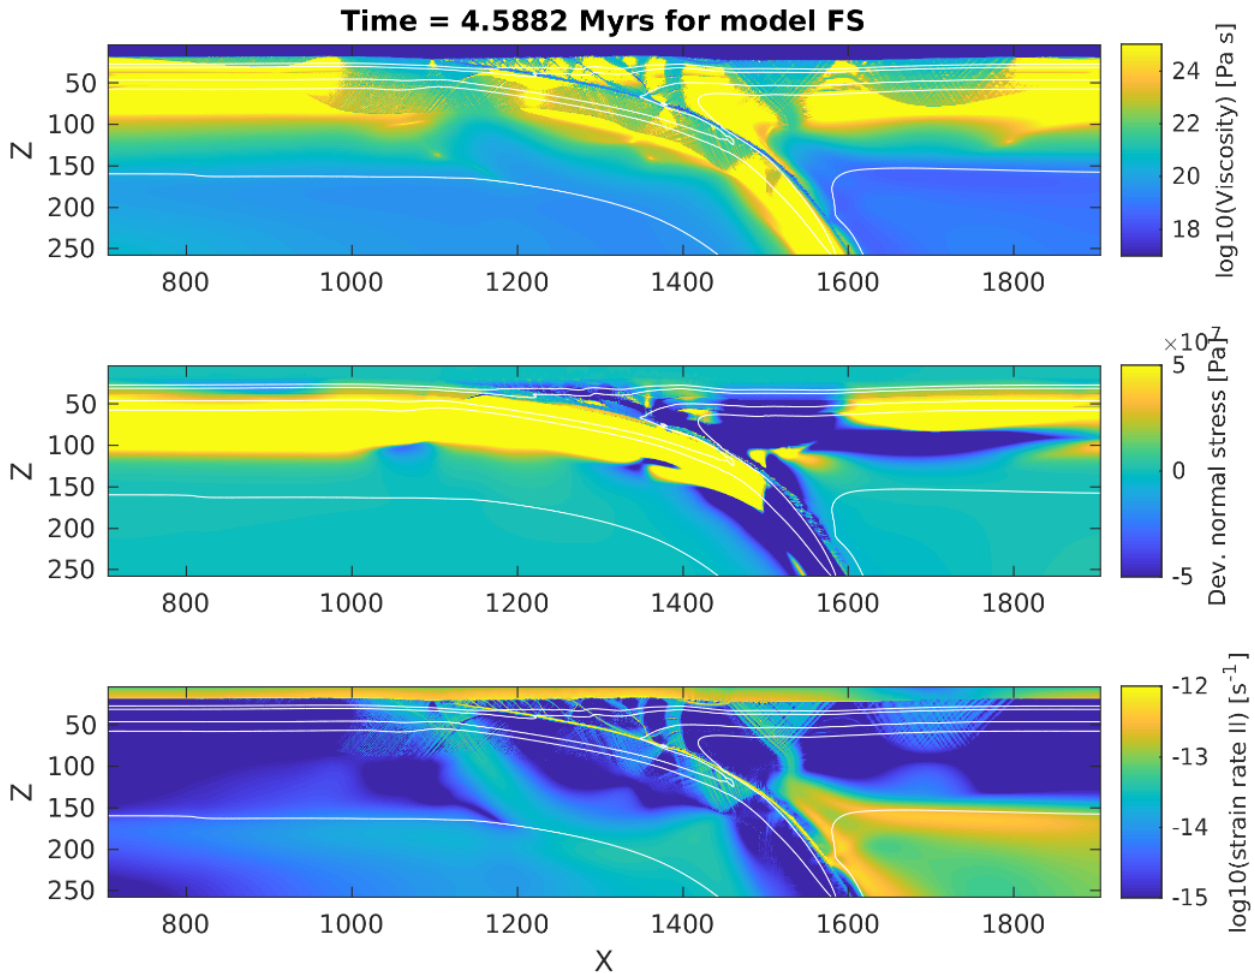 Time = 4.5882 Myrs for model FS
50
100
150
200
250
Z
800 1000 1200 1400 1600 1800
24
22
20
18
log10(Viscosity) [Pa s]
50
100
150
200
250
Z
800 1000 1200 1400 1600 1800
×10^7
5
0
-5
Dev. normal stress [Pa]
50
100
150
200
250
Z
800 1000 1200 1400 1600 1800
X
-12
-13
-14
-15
log10(strain rate II) [s^-1]